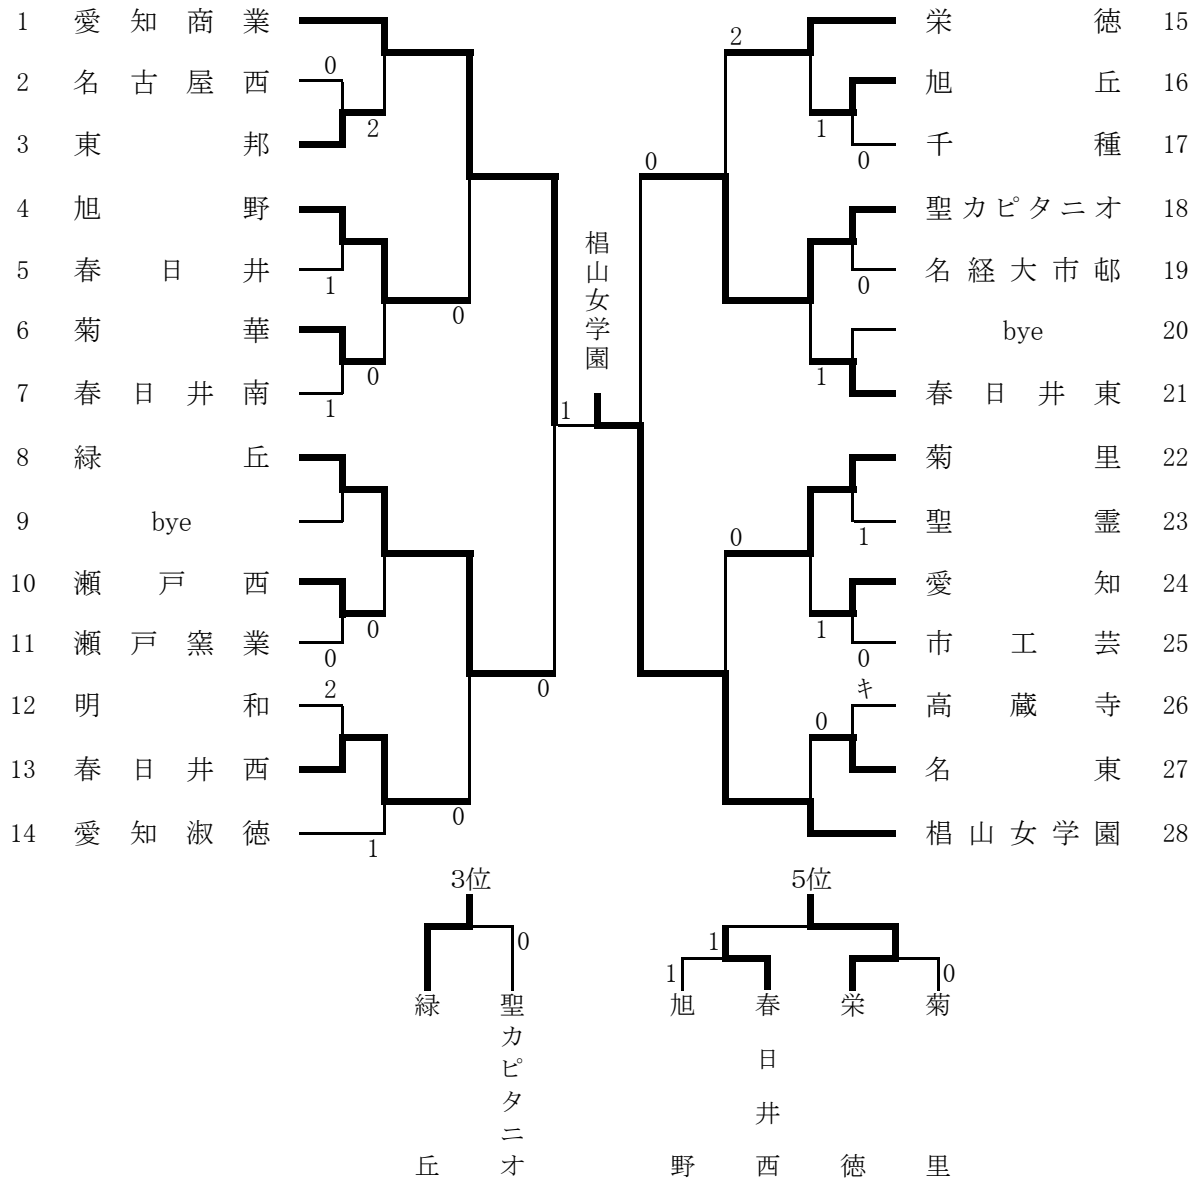 1 愛知商業
0
2 名古屋西
2
3 東邦
4 旭野
5 春日井
1
0
6 菊華
0
7 春日井南
1
8 緑丘
9 bye
10 瀬戸西
0
11 瀬戸窯業
0
2
12 明和
0
13 春日井西
0
14 愛知淑徳
1
椙山女学園
1
栄徳 15
2
旭丘 16
1
千種 17
0
0
聖カピタニオ 18
名経大市邨 19
0
bye 20
1
春日井東 21
菊里 22
聖霊 23
1
0
愛知 24
1
市工芸 25
0
キ
高蔵寺 26
0
名東 27
椙山女学園 28
3位
0
緑丘
聖カピタニオ
5位
1
1
0
旭野
春日井西
栄徳
菊里